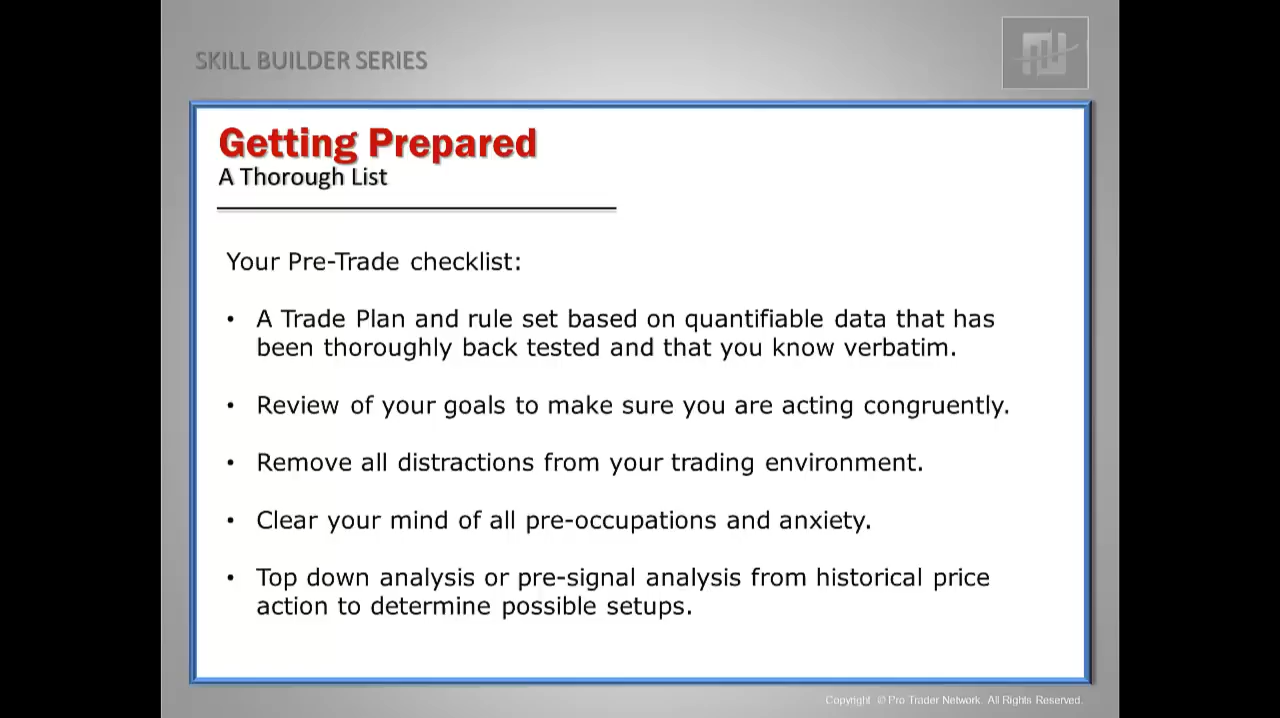 SKILL BUILDER SERIES
Getting Prepared
A Thorough List
Your Pre-Trade checklist:
• A Trade Plan and rule set based on quantifiable data that has
been thoroughly back tested and that you know verbatim.
• Review of your goals to make sure you are acting congruently.
• Remove all distractions from your trading environment.
• Clear your mind of all pre-occupations and anxiety.
• Top down analysis or pre-signal analysis from historical price
action to determine possible setups.
Copyright © Pro Trader Network. All Rights Reserved.